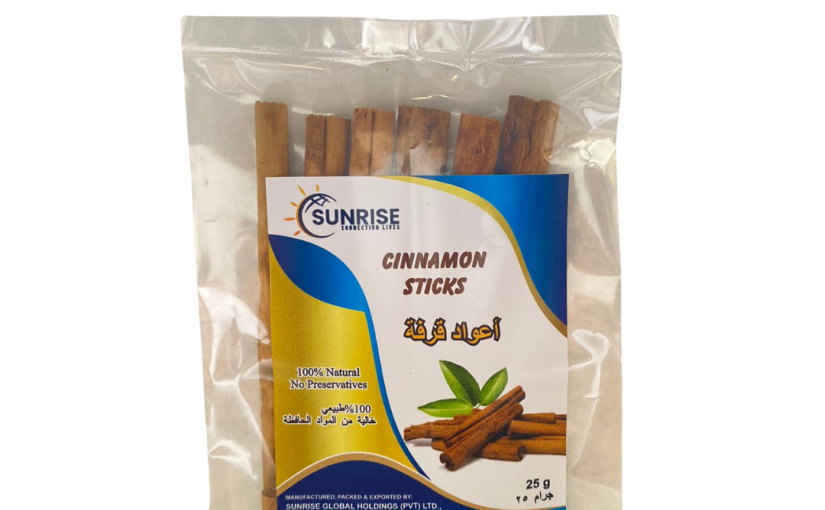 SUNRISE
CONNECTING LIVES
CINNAMON
STICKS
أعواد قرفة
100% Natural
No Preservatives
100%طبيعي
خالية من المواد الحافظة
25 g
جرام ٢٥
MANUFACTURED, PACKED & EXPORTED BY:
SUNRISE GLOBAL HOLDINGS (PVT) LTD.,